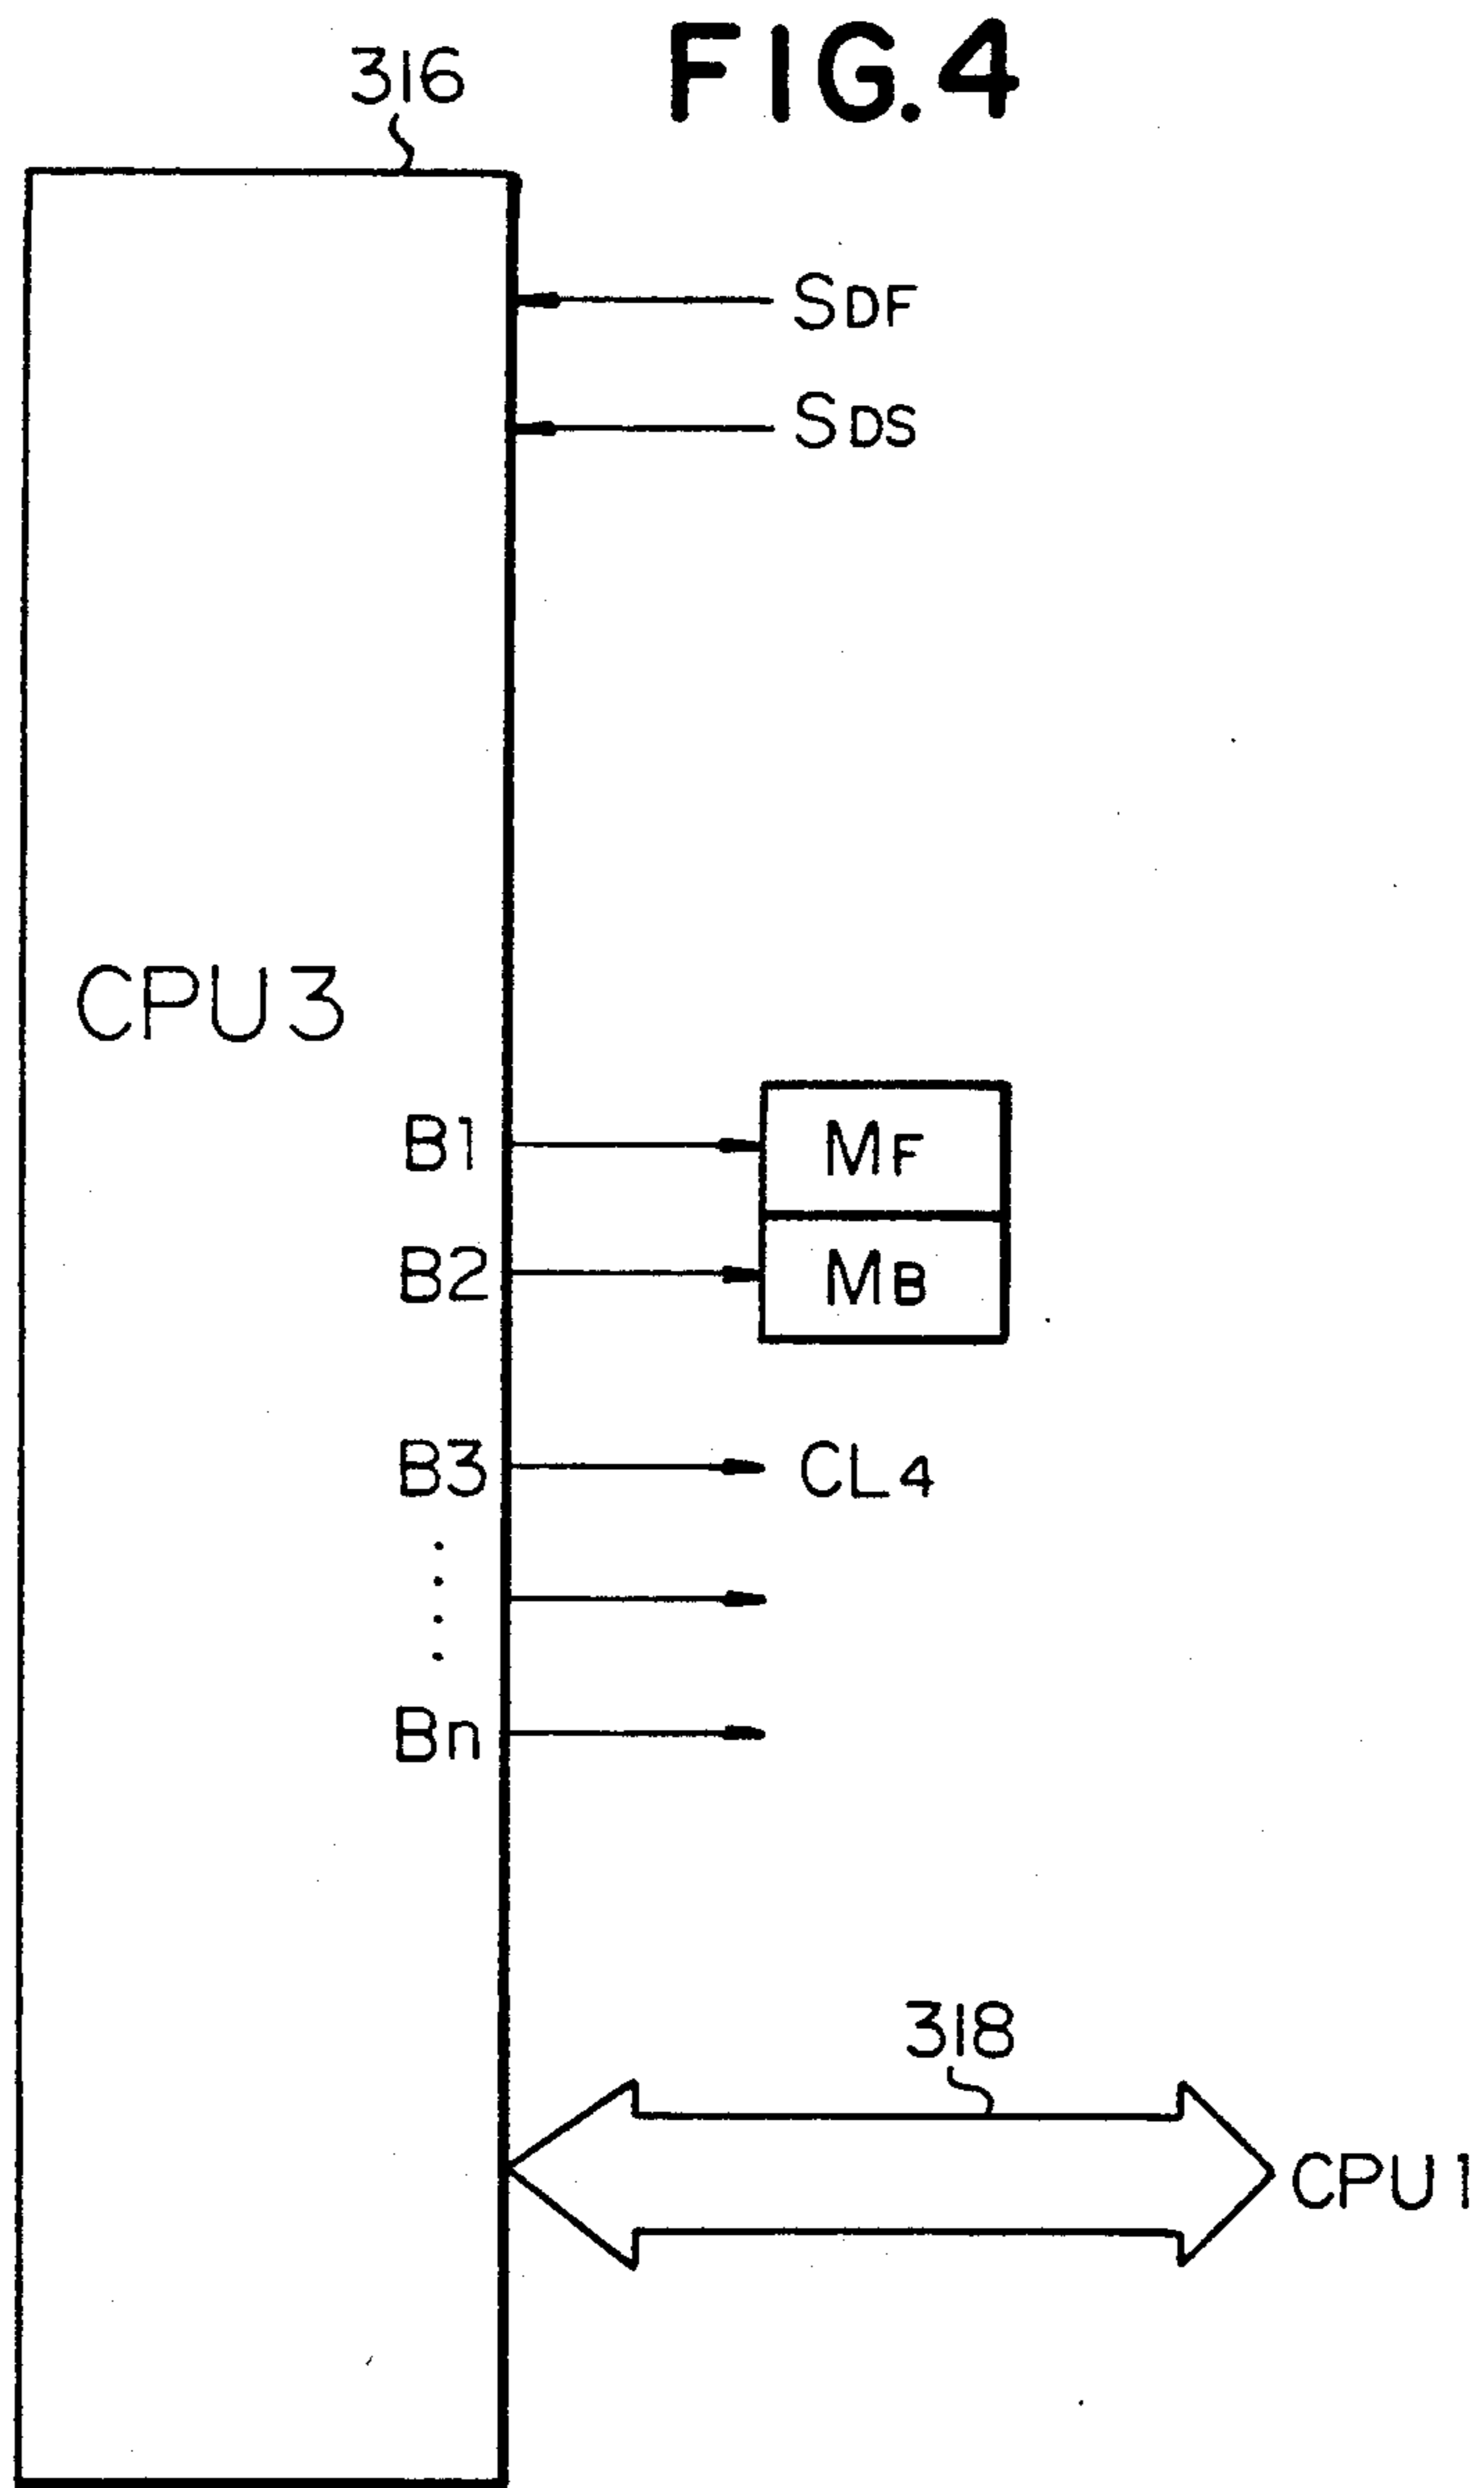 FIG.4
316
SDF
SDS
CPU3
B1 MF
B2 MB
B3 CL4
Bn
318
CPU1